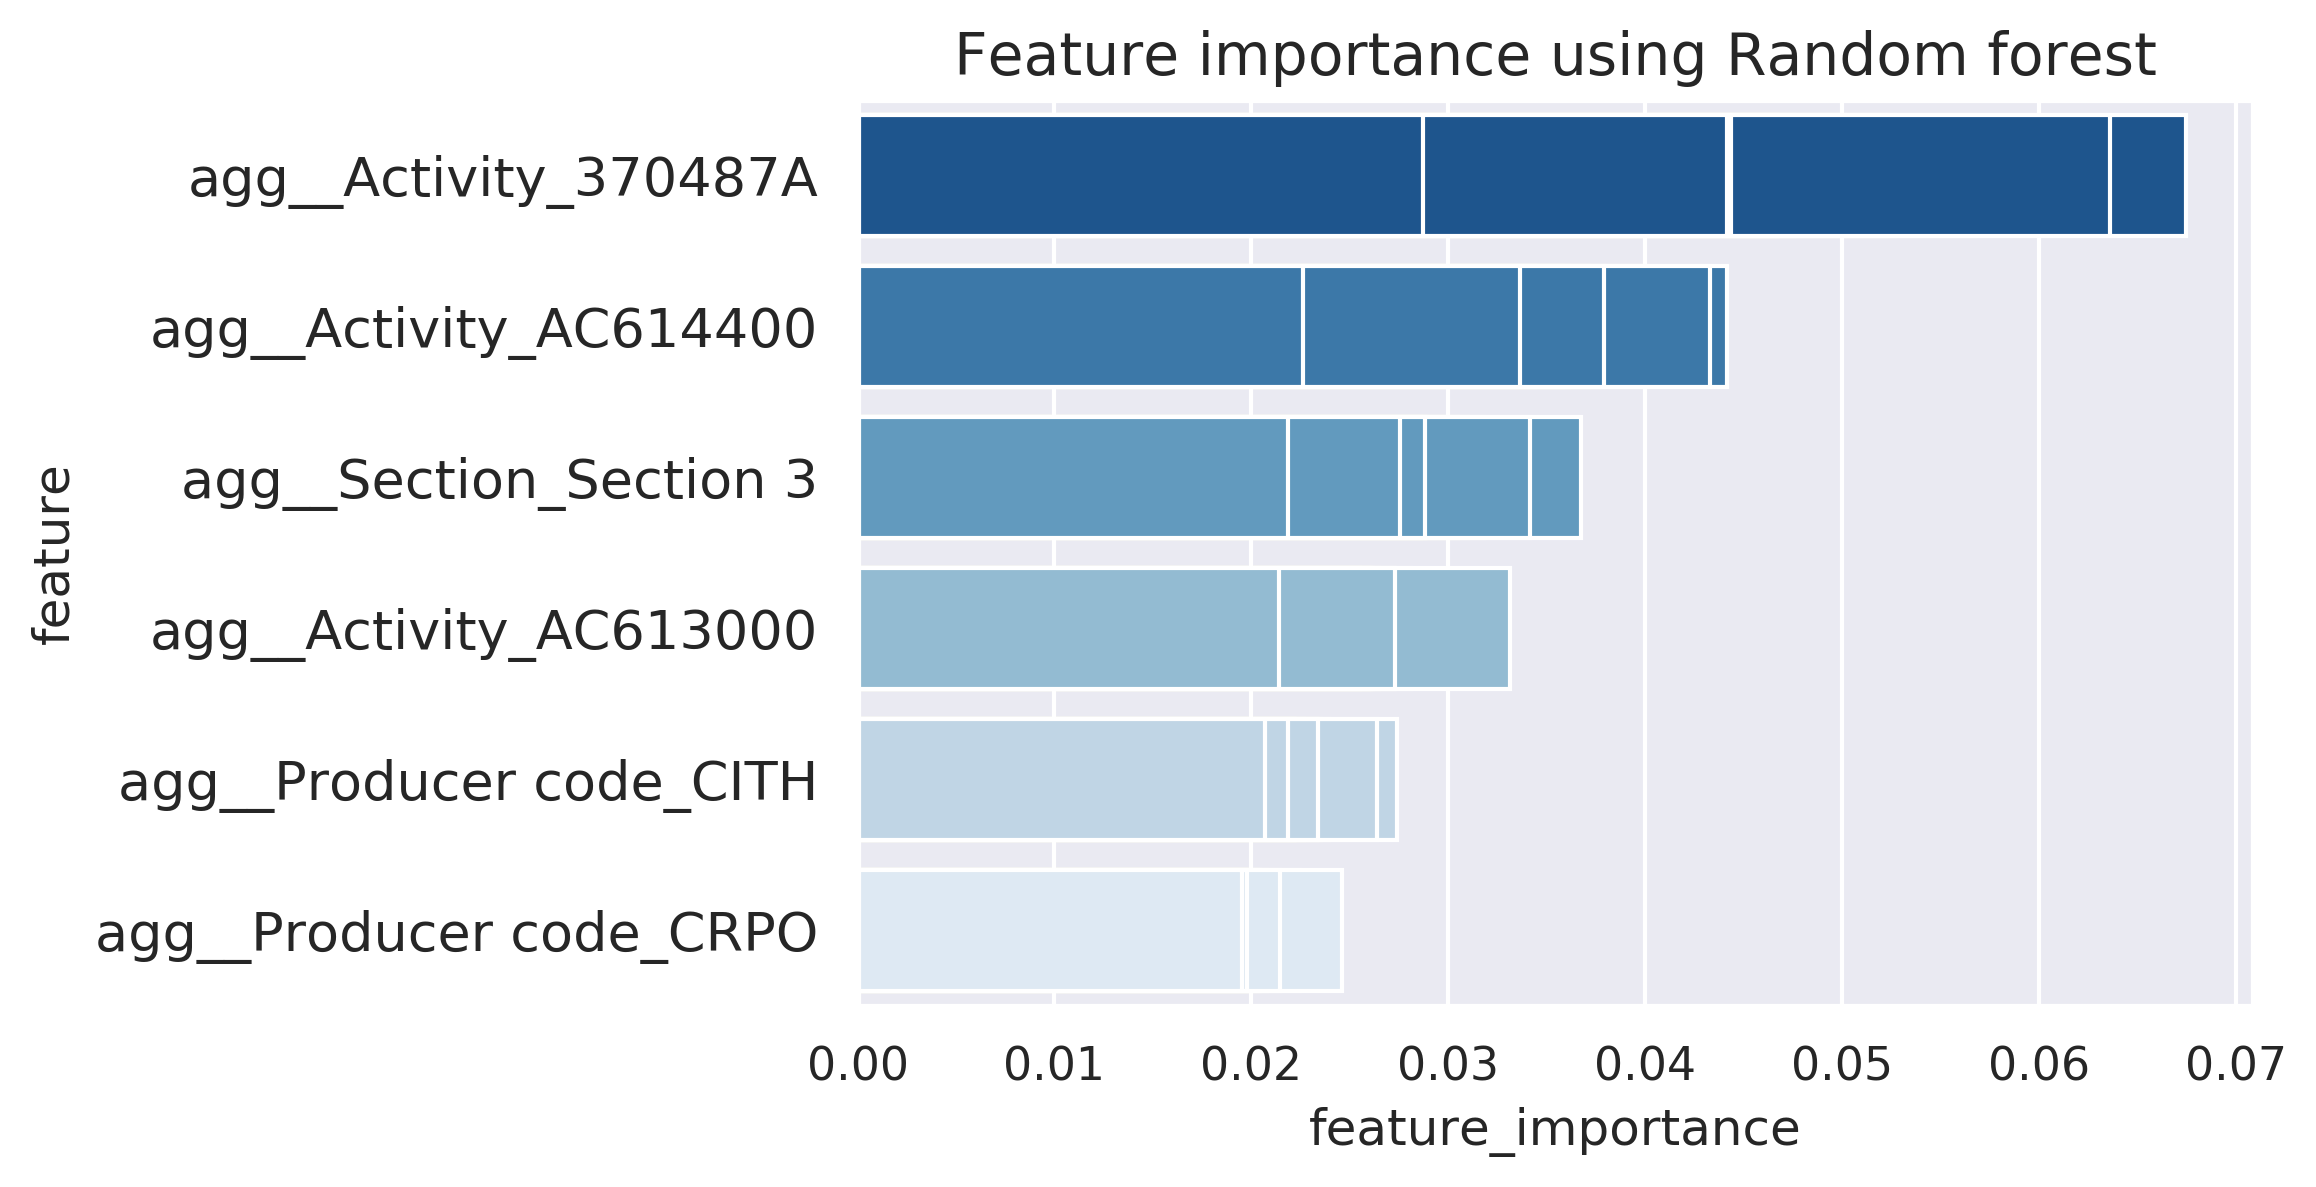 Feature importance using Random forest
agg__Activity_370487A
agg__Activity_AC614400
agg__Section_Section 3
agg__Activity_AC613000
agg__Producer code_CITH
agg__Producer code_CRPO
feature
0.00 0.01 0.02 0.03 0.04 0.05 0.06 0.07
feature_importance